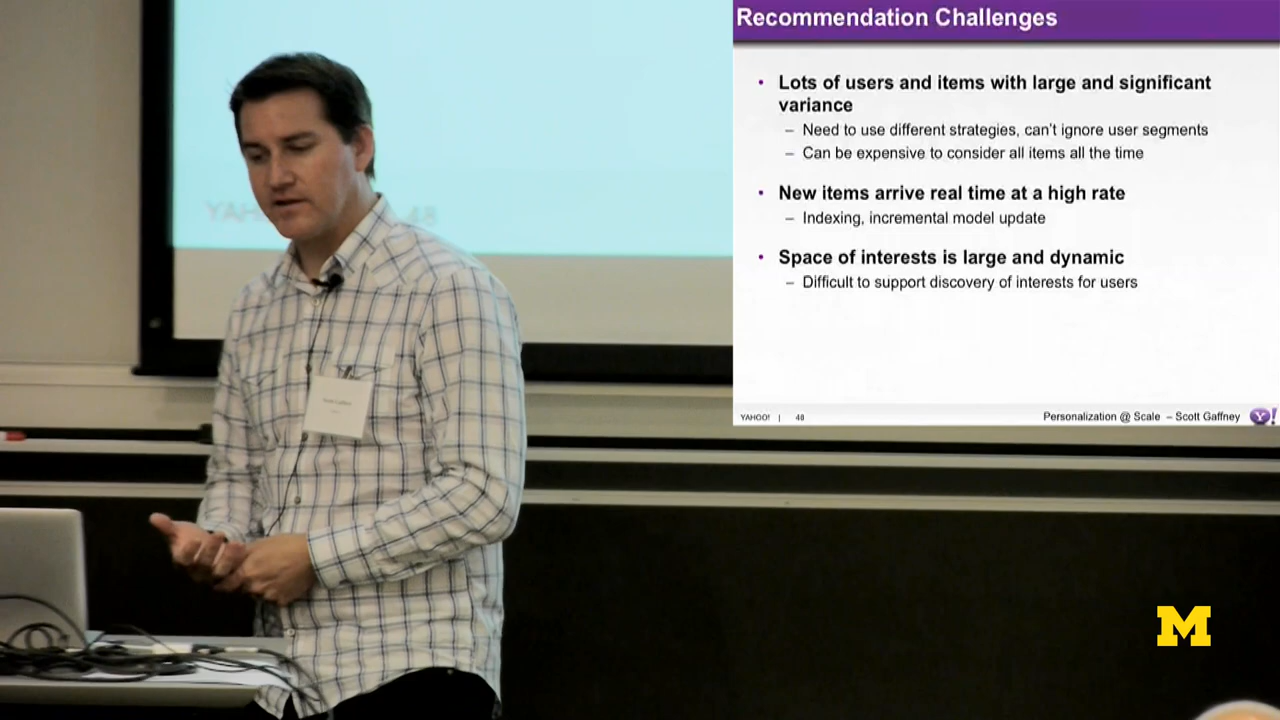 Recommendation Challenges
• Lots of users and items with large and significant
variance
– Need to use different strategies, can't ignore user segments
– Can be expensive to consider all items all the time
• New items arrive real time at a high rate
– Indexing, incremental model update
• Space of interests is large and dynamic
– Difficult to support discovery of interests for users
YAHOO! | 48
Personalization @ Scale – Scott Gaffney
Y!
YAH 48
M